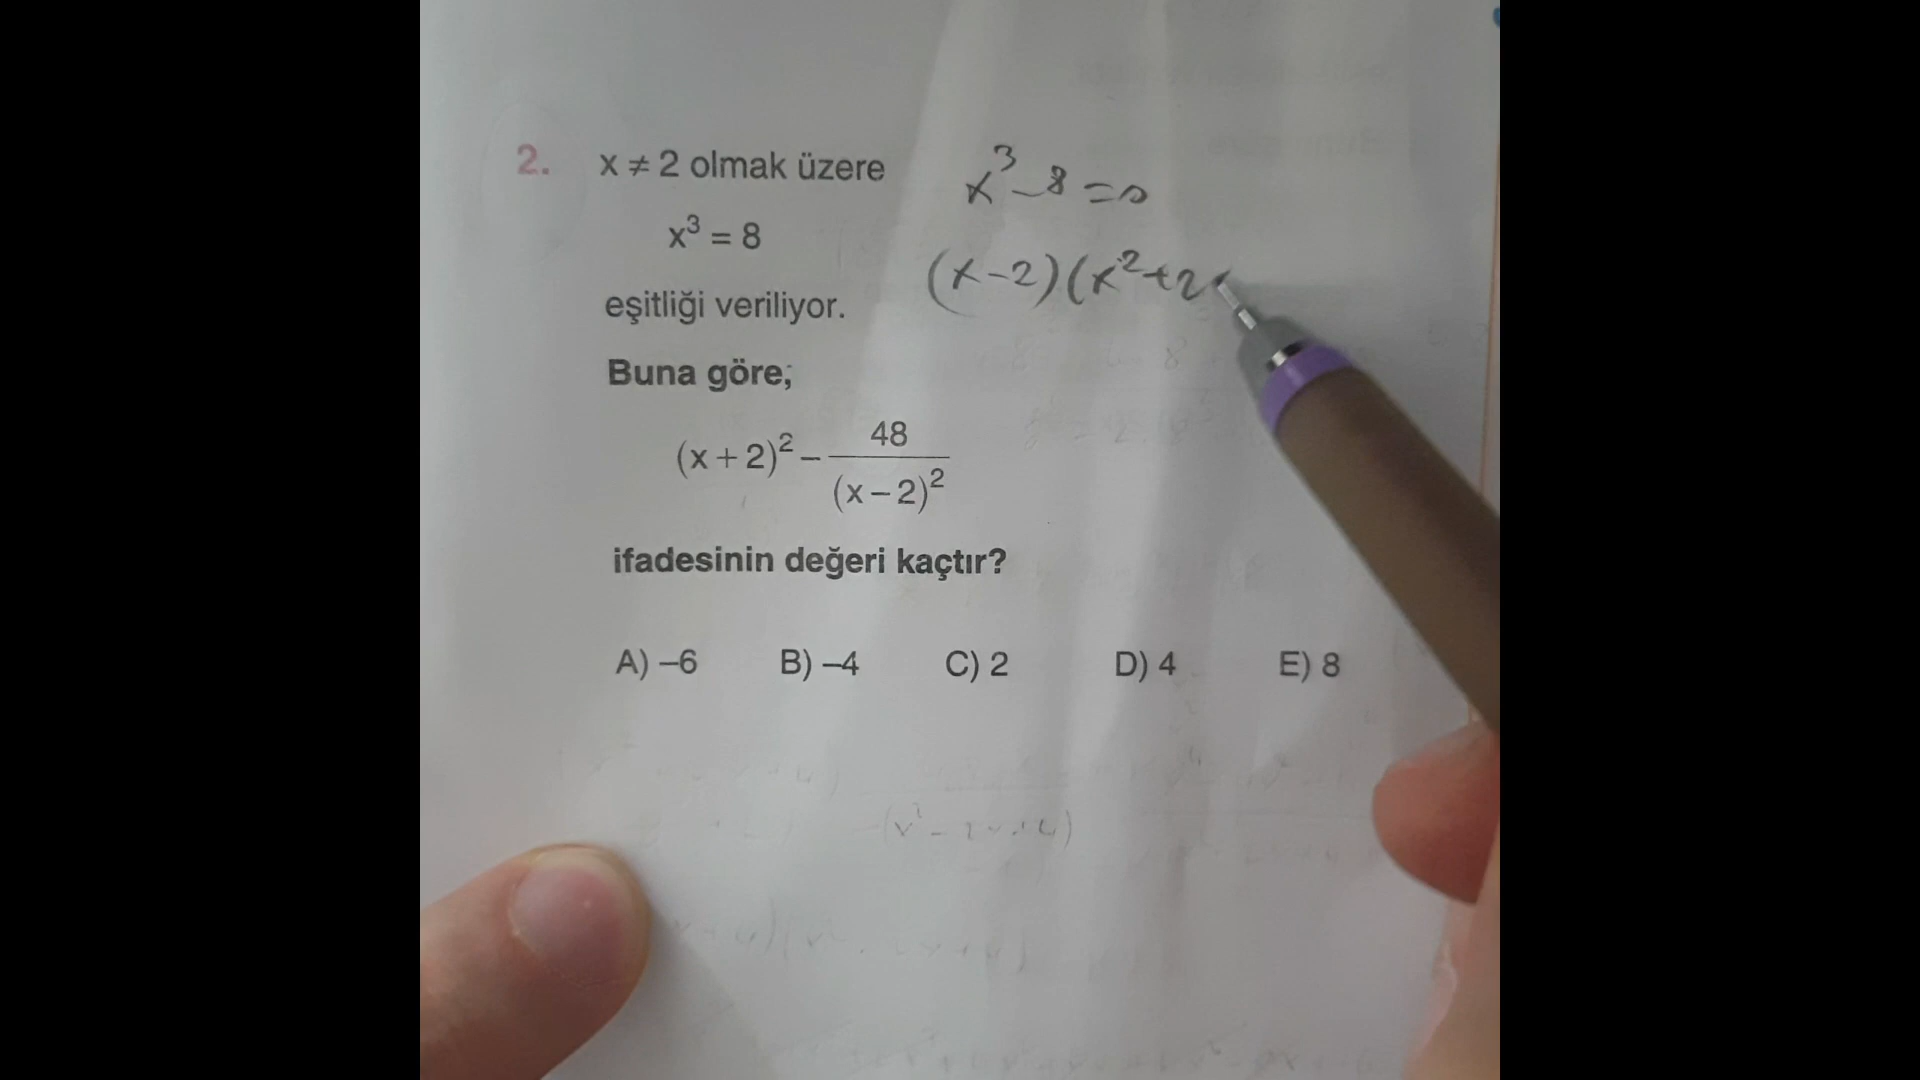 2. x ≠ 2 olmak üzere
x³ = 8
eşitliği veriliyor.
Buna göre;
(x + 2)² – 48 / (x – 2)²
ifadesinin değeri kaçtır?
A) –6 B) –4 C) 2 D) 4 E) 8
x³ – 8 = 0
(x – 2)(x² + 2